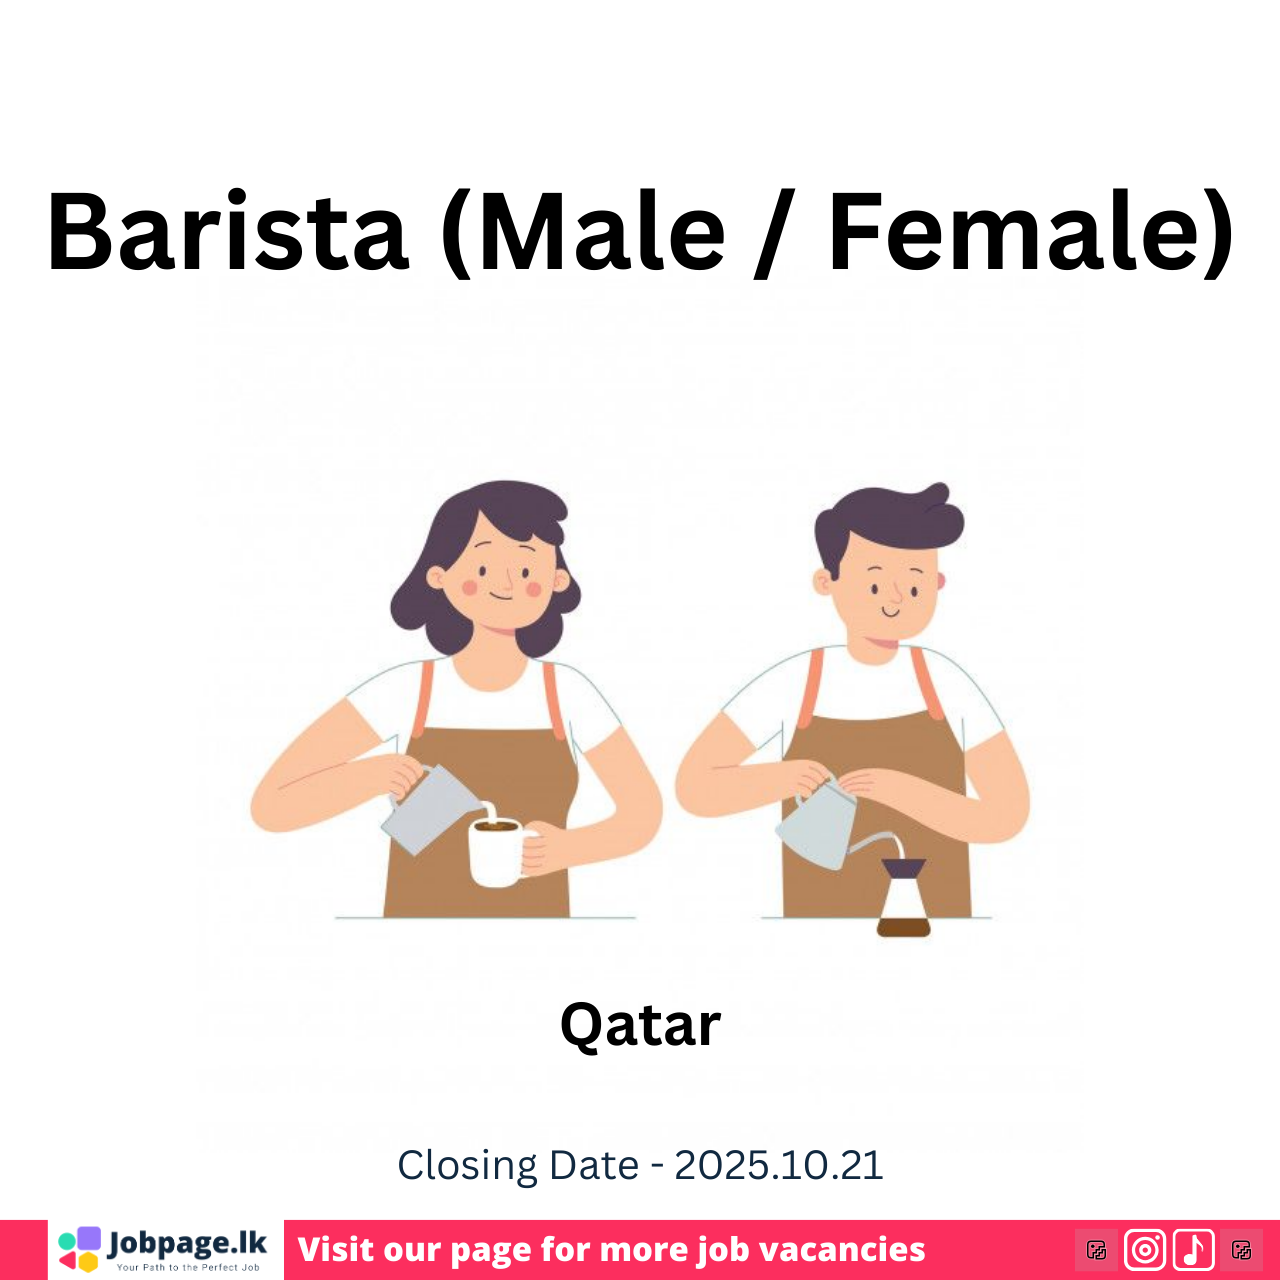 Barista (Male / Female)
Qatar
Closing Date - 2025.10.21
Jobpage.lk
Your Path to the Perfect Job
Visit our page for more job vacancies